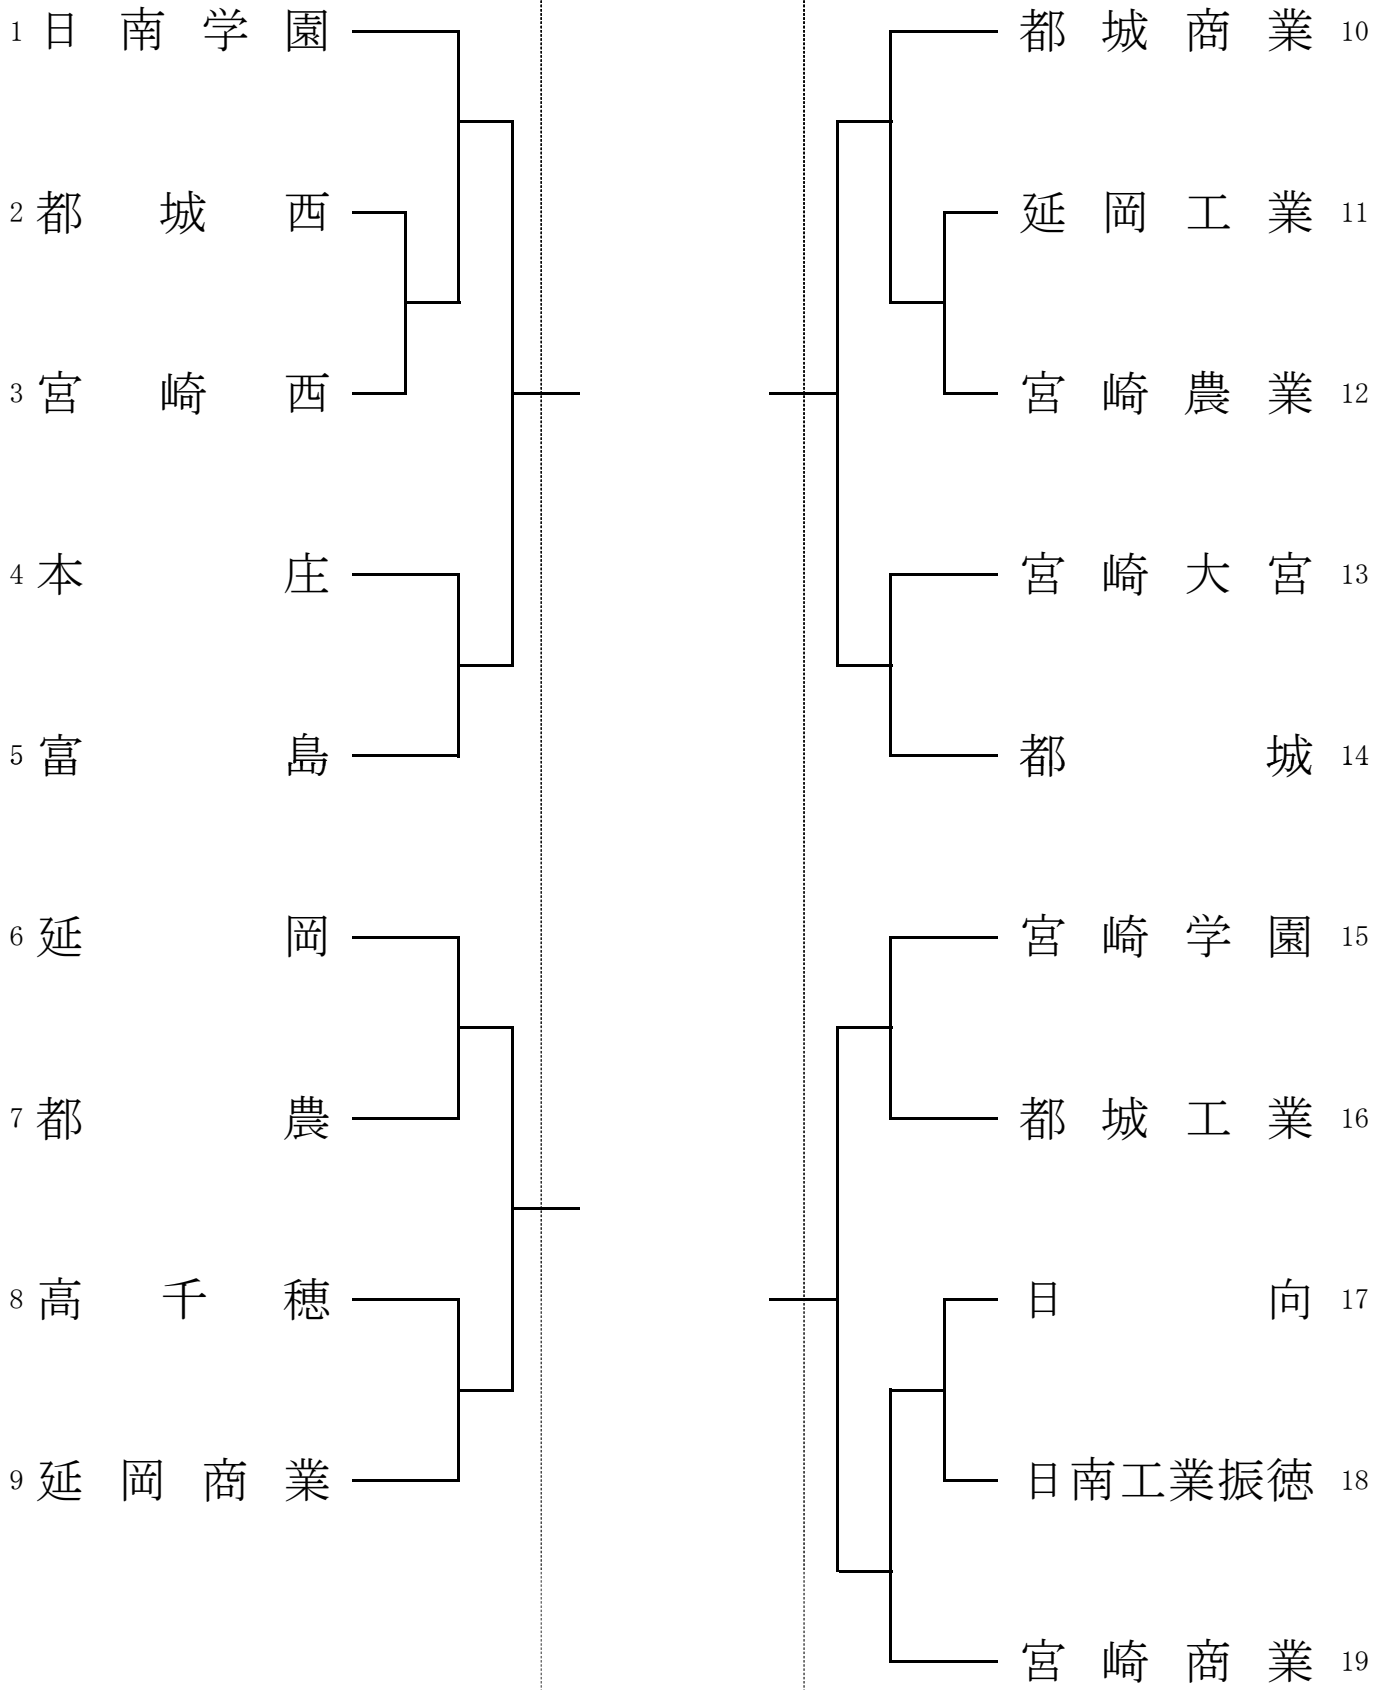 1 日南学園
2 都城西
3 宮崎西
4 本庄
5 富島
6 延岡
7 都農
8 高千穂
9 延岡商業
都城商業 10
延岡工業 11
宮崎農業 12
宮崎大宮 13
都城 14
宮崎学園 15
都城工業 16
日向 17
日南工業振徳 18
宮崎商業 19